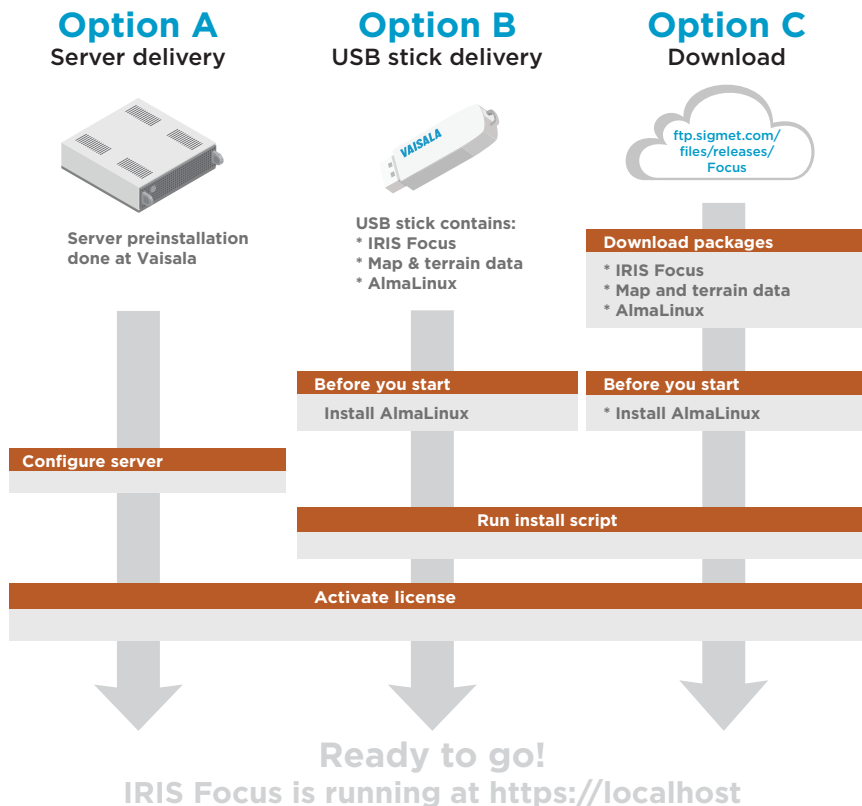 Option A
Server delivery
Server preinstallation
done at Vaisala
Option B
USB stick delivery
VAISALA
USB stick contains:
* IRIS Focus
* Map & terrain data
* AlmaLinux
Option C
Download
ftp.sigmet.com/
files/releases/
Focus
Download packages
* IRIS Focus
* Map and terrain data
* AlmaLinux
Before you start
Install AlmaLinux
Before you start
* Install AlmaLinux
Configure server
Run install script
Activate license
Ready to go!
IRIS Focus is running at https://localhost